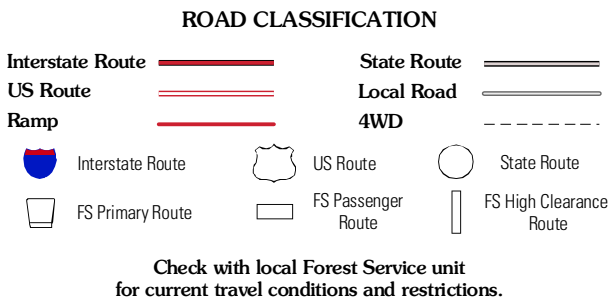 ROAD CLASSIFICATION
Interstate Route
State Route
US Route
Local Road
Ramp
4WD
Interstate Route
US Route
State Route
FS Primary Route
FS Passenger
Route
FS High Clearance
Route
Check with local Forest Service unit
for current travel conditions and restrictions.